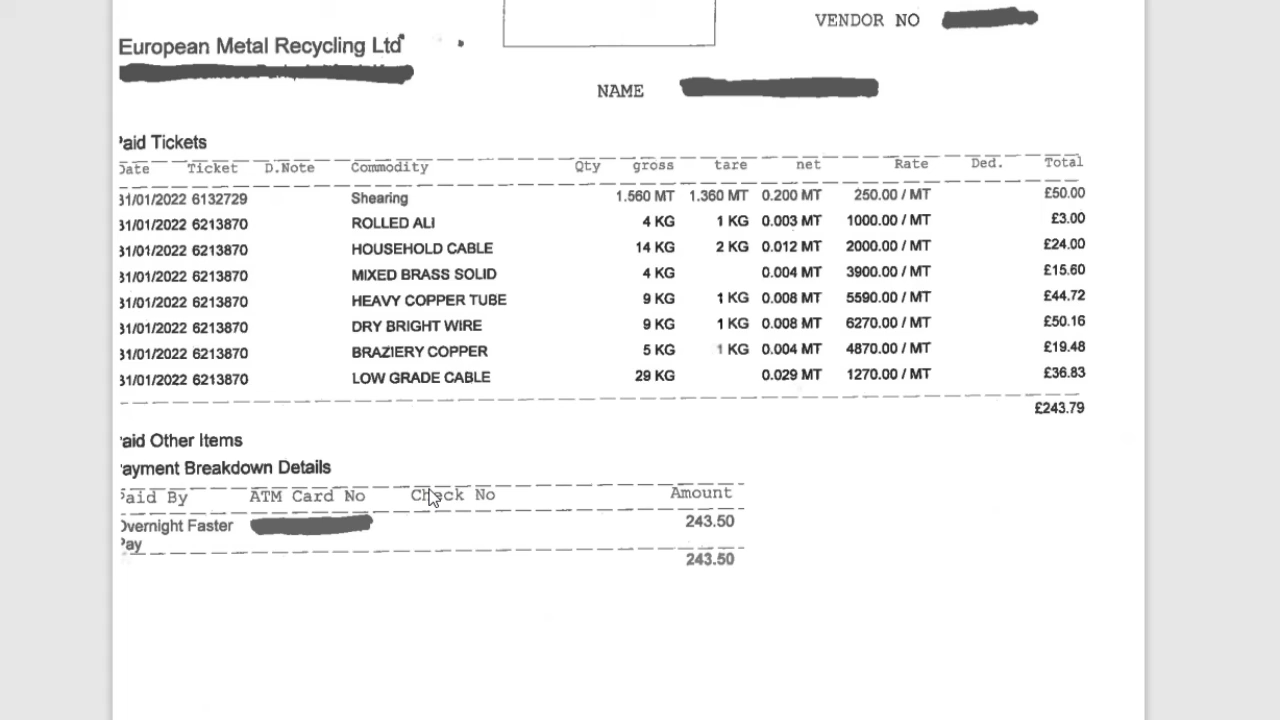 VENDOR NO
European Metal Recycling Ltd
NAME
Paid Tickets
Date Ticket D.Note Commodity Qty gross tare net Rate Ded. Total
31/01/2022 6132729 Shearing 1.560 MT 1.360 MT 0.200 MT 250.00 / MT £50.00
31/01/2022 6213870 ROLLED ALI 4 KG 1 KG 0.003 MT 1000.00 / MT £3.00
31/01/2022 6213870 HOUSEHOLD CABLE 14 KG 2 KG 0.012 MT 2000.00 / MT £24.00
31/01/2022 6213870 MIXED BRASS SOLID 4 KG 0.004 MT 3900.00 / MT £15.60
31/01/2022 6213870 HEAVY COPPER TUBE 9 KG 1 KG 0.008 MT 5590.00 / MT £44.72
31/01/2022 6213870 DRY BRIGHT WIRE 9 KG 1 KG 0.008 MT 6270.00 / MT £50.16
31/01/2022 6213870 BRAZIERY COPPER 5 KG 1 KG 0.004 MT 4870.00 / MT £19.48
31/01/2022 6213870 LOW GRADE CABLE 29 KG 0.029 MT 1270.00 / MT £36.83
£243.79
Paid Other Items
Payment Breakdown Details
Paid By ATM Card No Check No Amount
Overnight Faster 243.50
Pay
243.50